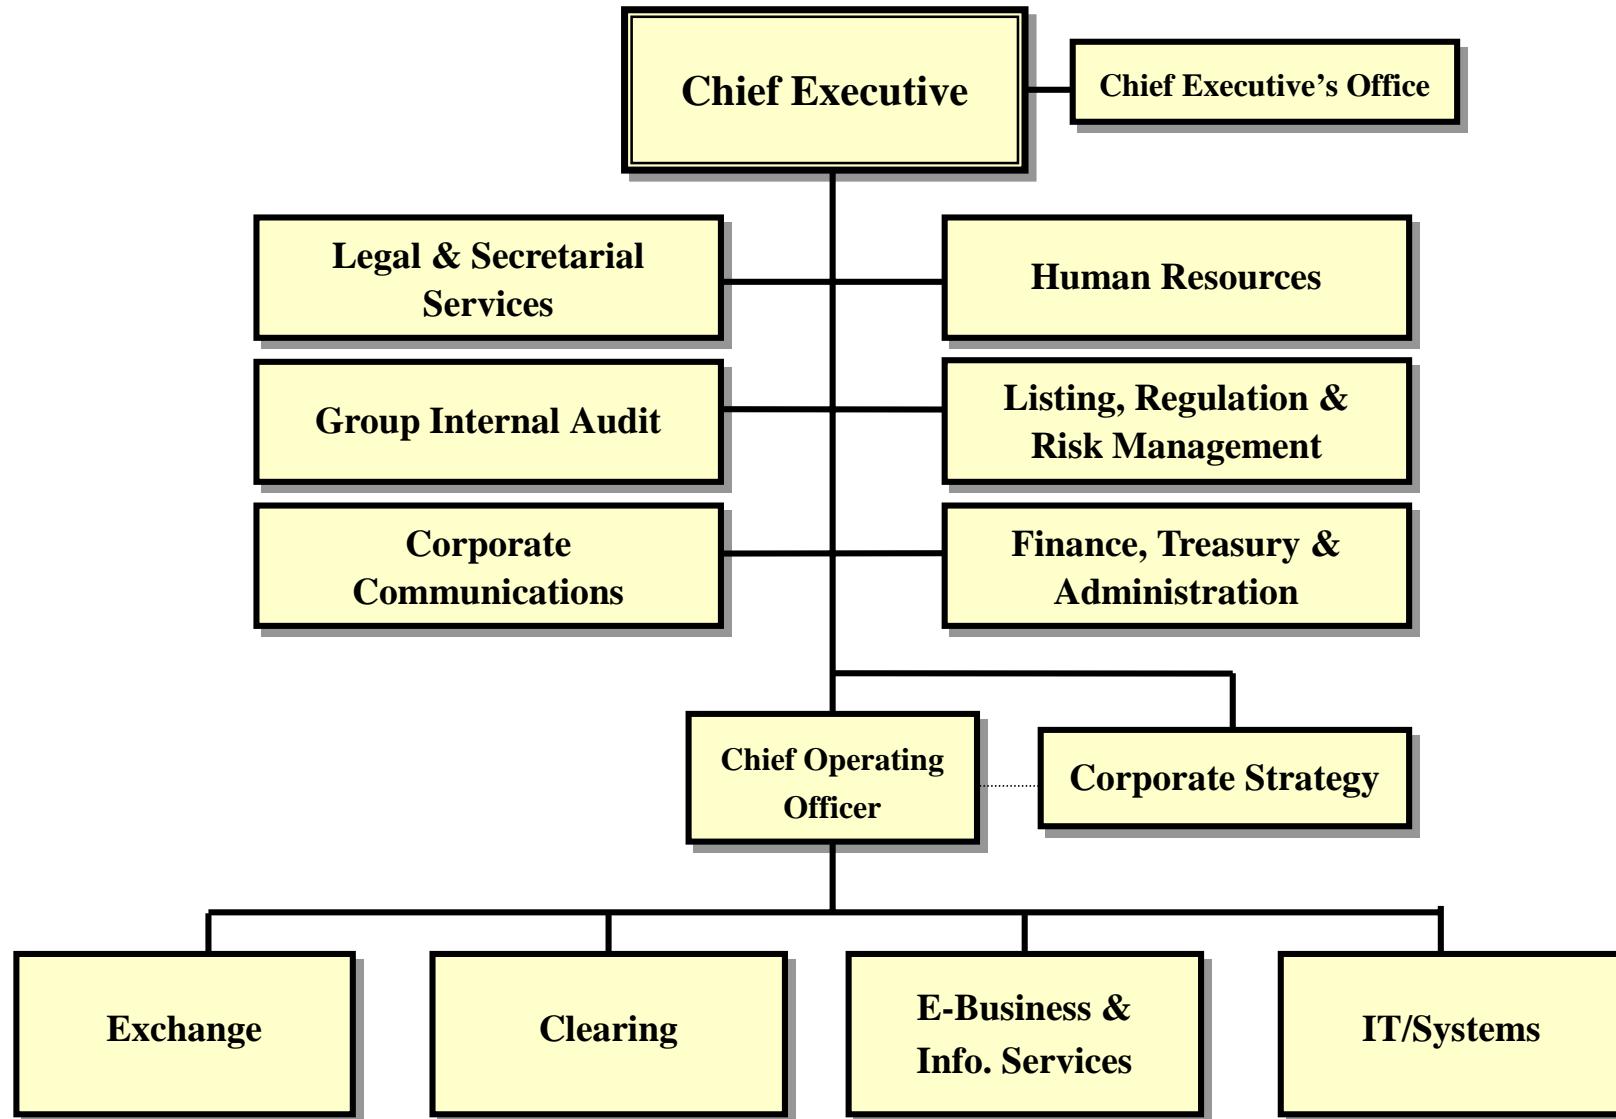 Chief Executive
Chief Executive’s Office
Legal & Secretarial
Services
Human Resources
Group Internal Audit
Listing, Regulation &
Risk Management
Corporate
Communications
Finance, Treasury &
Administration
Chief Operating
Officer
Corporate Strategy
Exchange
Clearing
E-Business &
Info. Services
IT/Systems